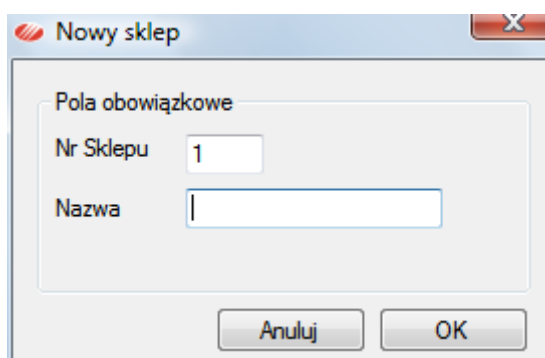 Nowy sklep
Pola obowiązkowe
Nr Sklepu 1
Nazwa
Anuluj OK